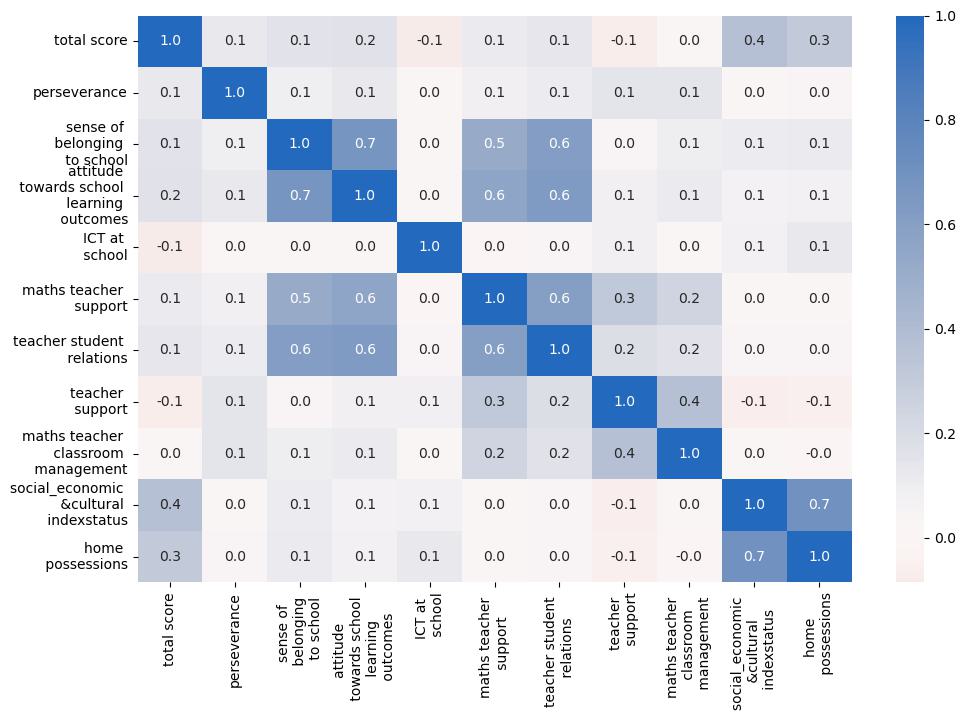 total score 1.0 0.1 0.1 0.2 -0.1 0.1 0.1 -0.1 0.0 0.4 0.3
perseverance 0.1 1.0 0.1 0.1 0.0 0.1 0.1 0.1 0.1 0.0 0.0
sense of
belonging
to school
0.1 0.1 1.0 0.7 0.0 0.5 0.6 0.0 0.1 0.1 0.1
attitude
towards school
learning
outcomes
0.2 0.1 0.7 1.0 0.0 0.6 0.6 0.1 0.1 0.1 0.1
ICT at
school
-0.1 0.0 0.0 0.0 1.0 0.0 0.0 0.1 0.0 0.1 0.1
maths teacher
support
0.1 0.1 0.5 0.6 0.0 1.0 0.6 0.3 0.2 0.0 0.0
teacher student
relations
0.1 0.1 0.6 0.6 0.0 0.6 1.0 0.2 0.2 0.0 0.0
teacher
support
-0.1 0.1 0.0 0.1 0.1 0.3 0.2 1.0 0.4 -0.1 -0.1
maths teacher
classroom
management
0.0 0.1 0.1 0.1 0.0 0.2 0.2 0.4 1.0 0.0 -0.0
social_economic
&cultural
indexstatus
0.4 0.0 0.1 0.1 0.1 0.0 0.0 -0.1 0.0 1.0 0.7
home
possessions
0.3 0.0 0.1 0.1 0.1 0.0 0.0 -0.1 -0.0 0.7 1.0
total score
perseverance
sense of
belonging
to school
attitude
towards school
learning
outcomes
ICT at
school
maths teacher
support
teacher student
relations
teacher
support
maths teacher
classroom
management
social_economic
&cultural
indexstatus
home
possessions
1.0
0.8
0.6
0.4
0.2
0.0